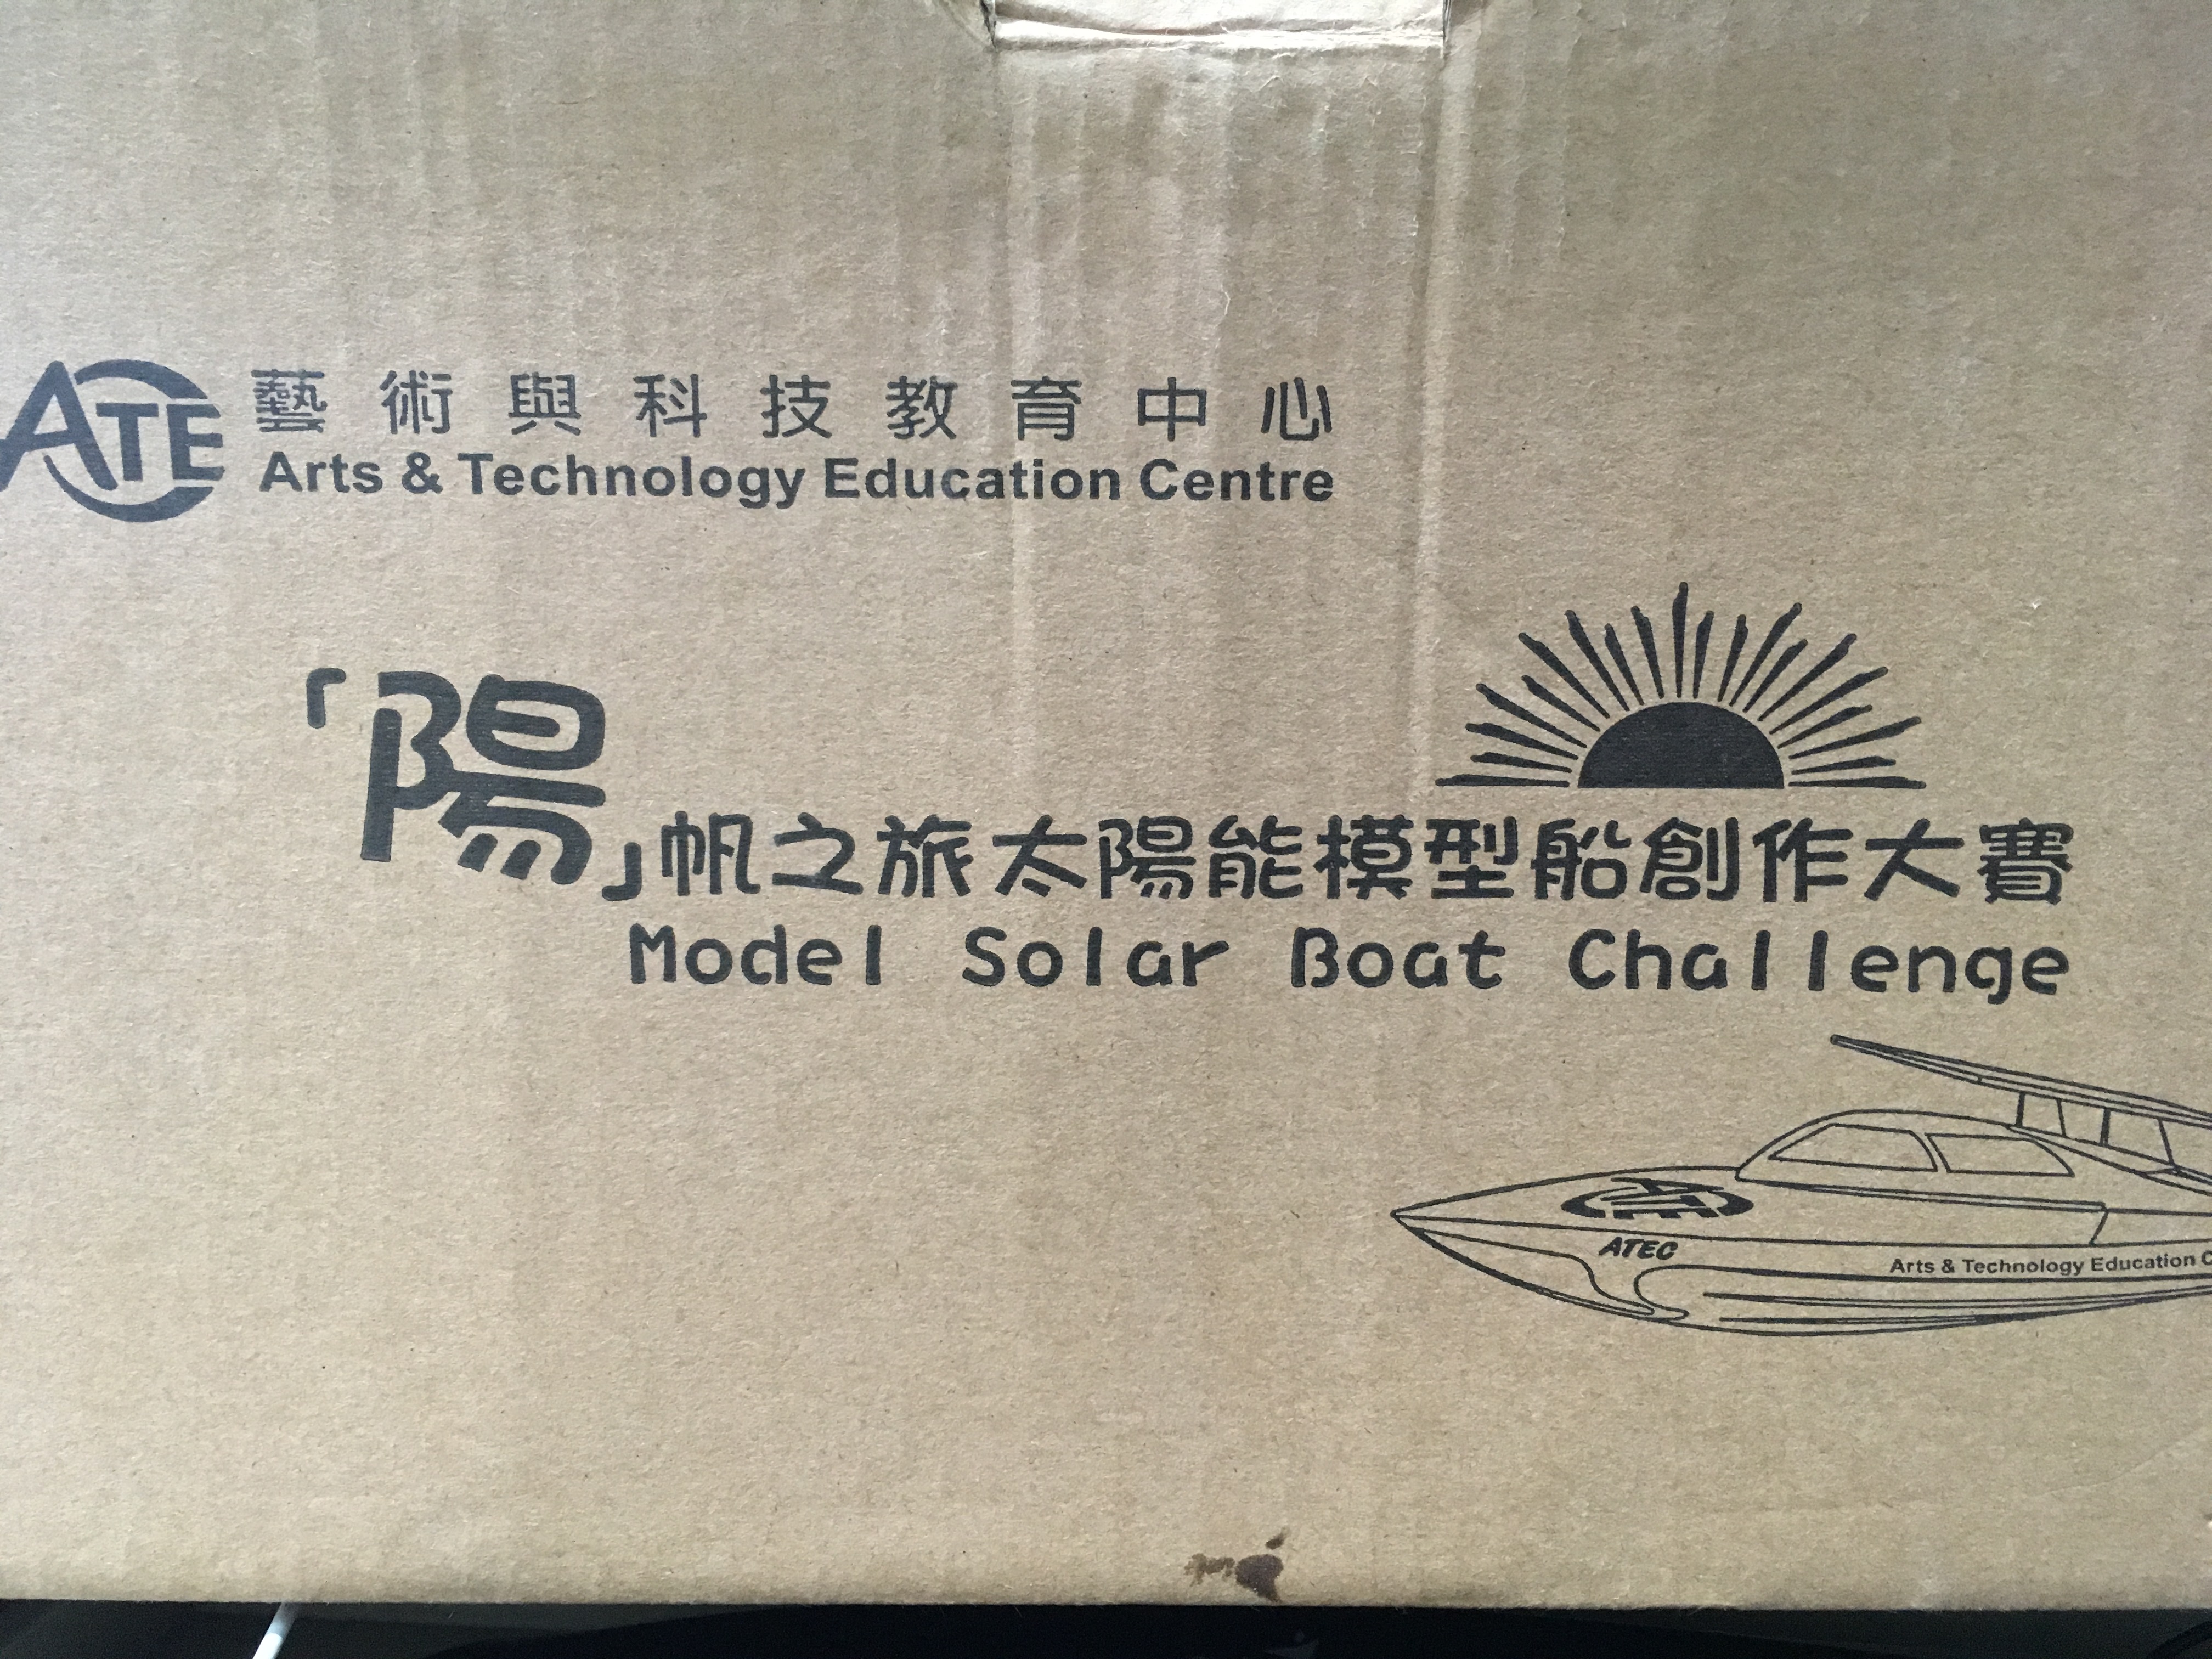 ATE
藝術與科技教育中心
Arts & Technology Education Centre
「陽」帆之旅太陽能模型船創作大賽
Model Solar Boat Challenge
ATEC
Arts & Technology Education C